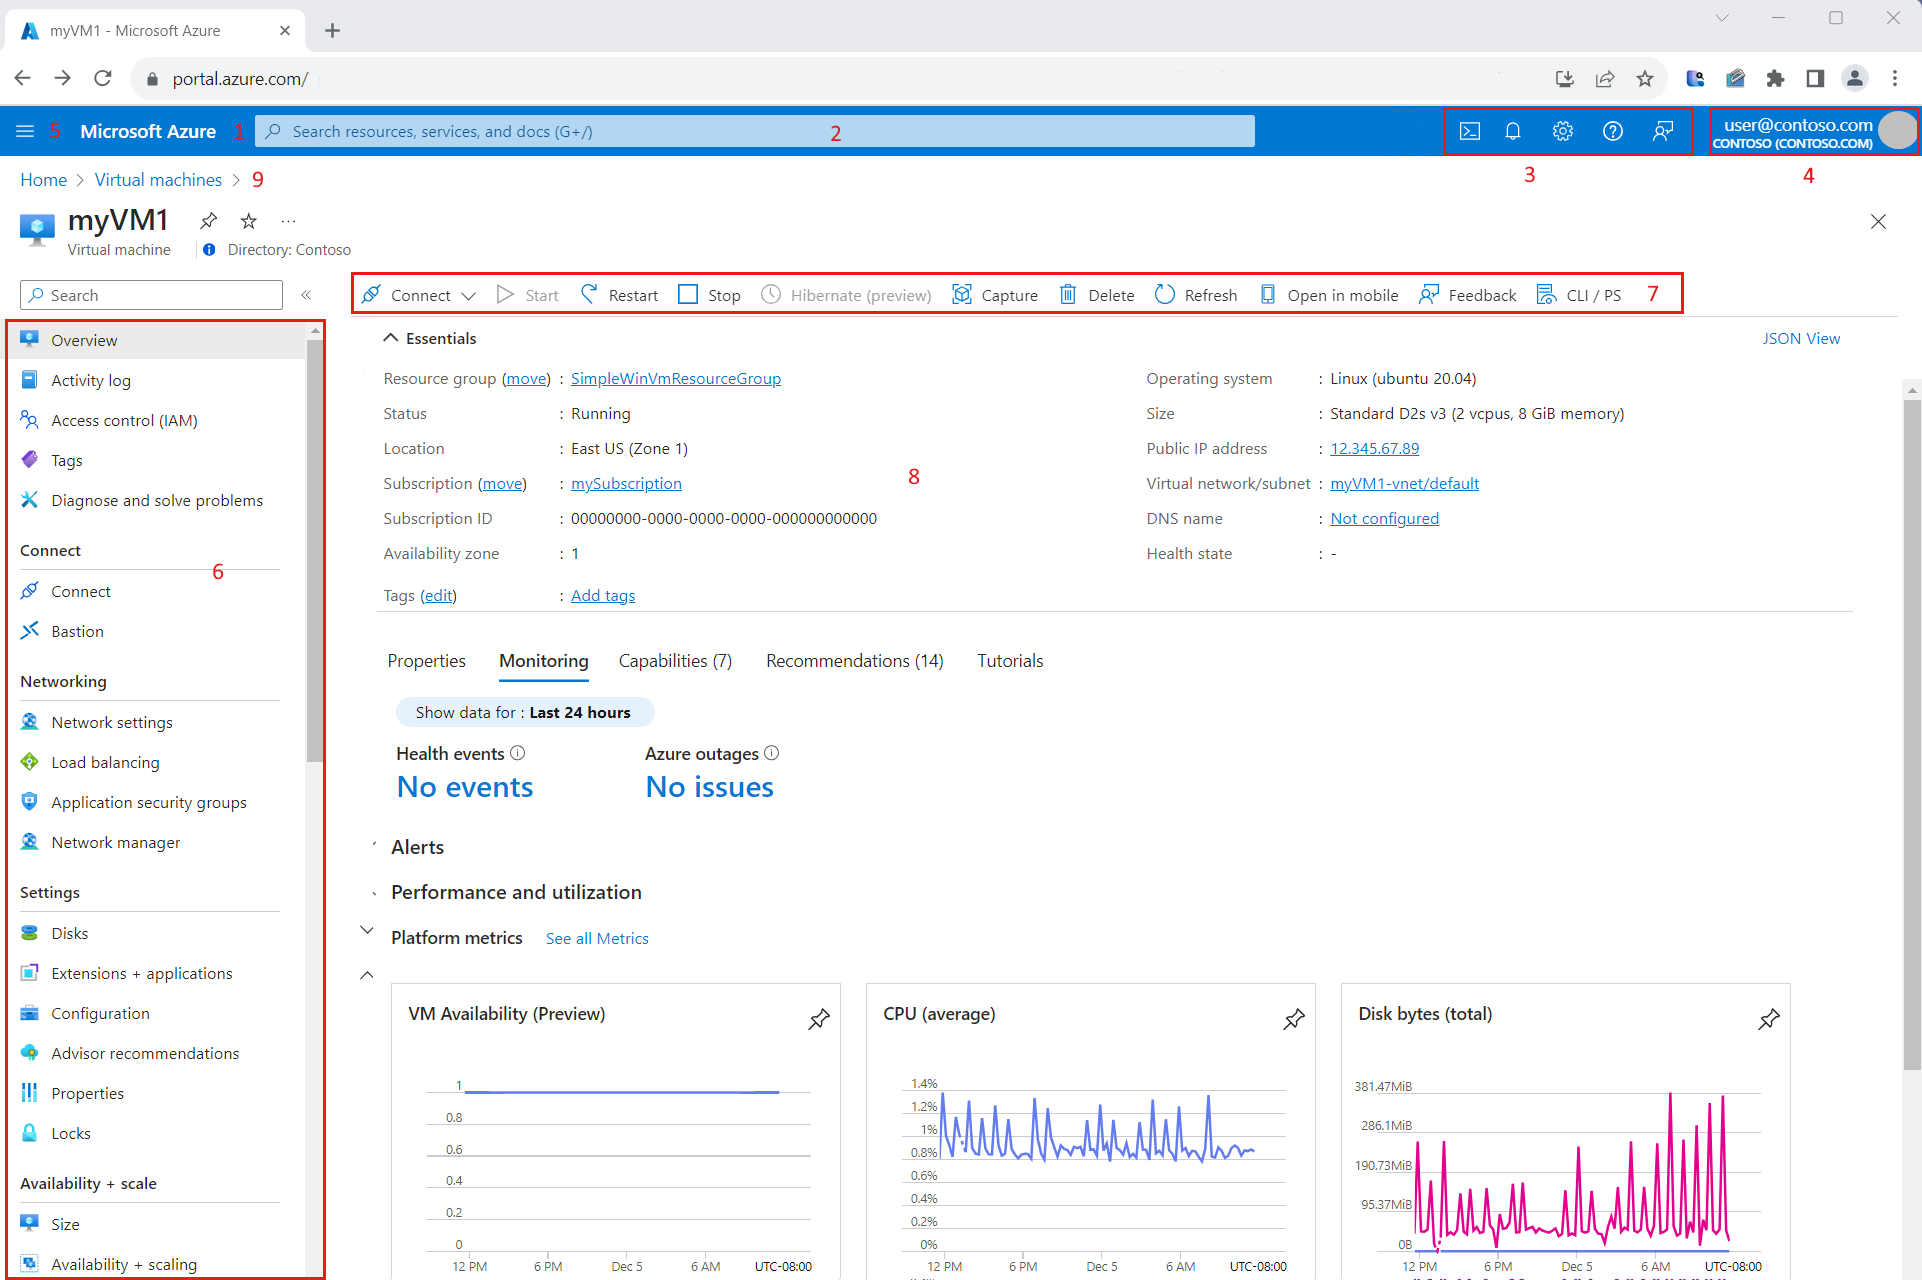 myVM1 - Microsoft Azure
portal.azure.com/
5 Microsoft Azure 1 Search resources, services, and docs (G+/) 2
user@contoso.com
CONTOSO (CONTOSO.COM)
3
4
Home > Virtual machines > 9
myVM1 ...
Virtual machine Directory: Contoso
Search
Connect Start Restart Stop Hibernate (preview) Capture Delete Refresh Open in mobile Feedback CLI / PS 7
Overview
Activity log
Access control (IAM)
Tags
Diagnose and solve problems
Connect
6
Connect
Bastion
Networking
Network settings
Load balancing
Application security groups
Network manager
Settings
Disks
Extensions + applications
Configuration
Advisor recommendations
Properties
Locks
Availability + scale
Size
Availability + scaling
Essentials
JSON View
Resource group (move) : SimpleWinVmResourceGroup
Status : Running
Location : East US (Zone 1)
Subscription (move) : mySubscription
Subscription ID : 00000000-0000-0000-0000-000000000000
Availability zone : 1
Tags (edit) : Add tags
8
Operating system : Linux (ubuntu 20.04)
Size : Standard D2s v3 (2 vcpus, 8 GiB memory)
Public IP address : 12.345.67.89
Virtual network/subnet : myVM1-vnet/default
DNS name : Not configured
Health state : -
Properties Monitoring Capabilities (7) Recommendations (14) Tutorials
Show data for : Last 24 hours
Health events Azure outages
No events No issues
Alerts
Performance and utilization
Platform metrics See all Metrics
VM Availability (Preview)
1
0.8
0.6
0.4
0.2
0
12 PM 6 PM Dec 5 6 AM UTC-08:00
CPU (average)
1.4%
1.2%
1%
0.8%
0.6%
0.4%
0.2%
0%
12 PM 6 PM Dec 5 6 AM UTC-08:00
Disk bytes (total)
381.47MiB
286.1MiB
190.73MiB
95.37MiB
0B
12 PM 6 PM Dec 5 6 AM UTC-08:00